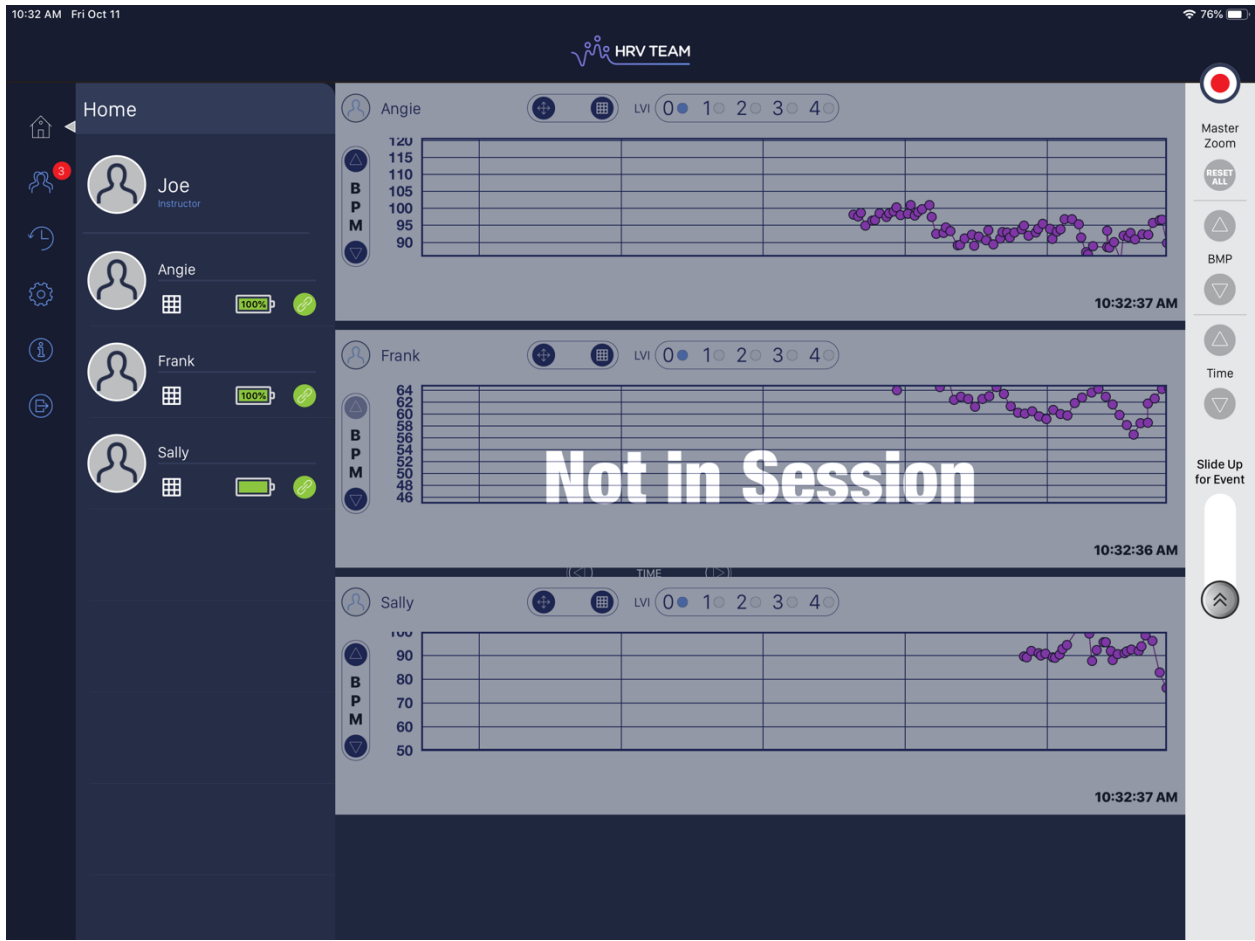 10:32 AM Fri Oct 11
76%
HRV TEAM
Home
3
Joe
Instructor
Angie
100%
Frank
100%
Sally
Angie
LVI 0 1 2 3 4
120
115
110
105
100
95
90
B
P
M
10:32:37 AM
Frank
LVI 0 1 2 3 4
64
62
60
58
56
54
52
50
48
46
B
P
M
Not in Session
10:32:36 AM
TIME
Sally
LVI 0 1 2 3 4
100
90
80
70
60
50
B
P
M
10:32:37 AM
Master
Zoom
RESET
ALL
BMP
Time
Slide Up
for Event